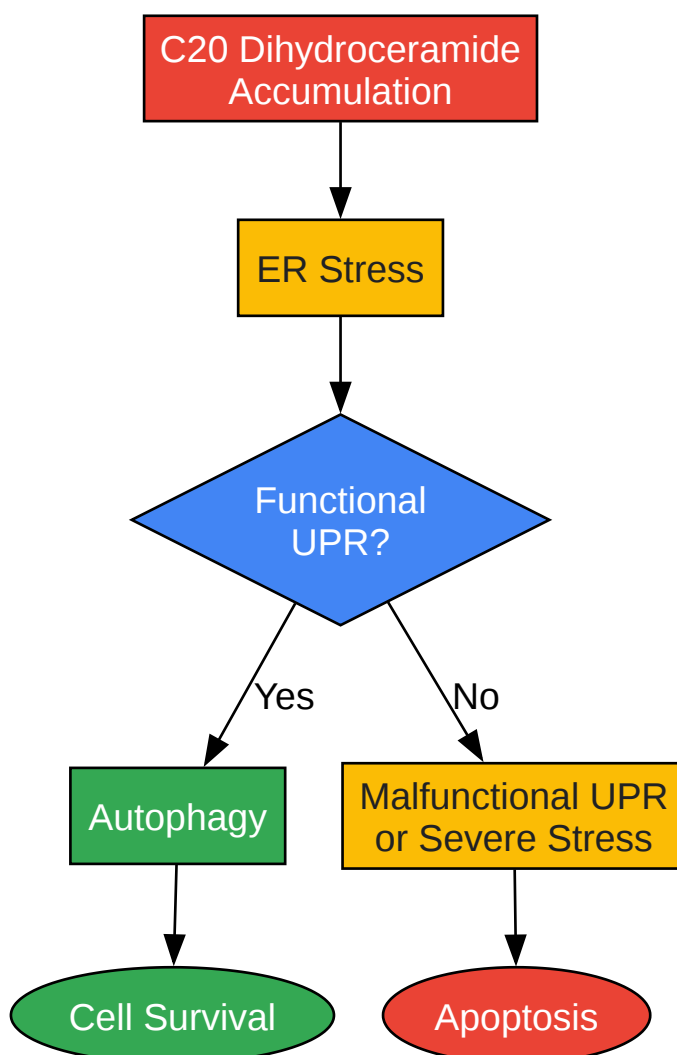 C20 Dihydroceramide
Accumulation
ER Stress
Functional
UPR?
Yes
No
Autophagy
Malfunctional UPR
or Severe Stress
Cell Survival
Apoptosis